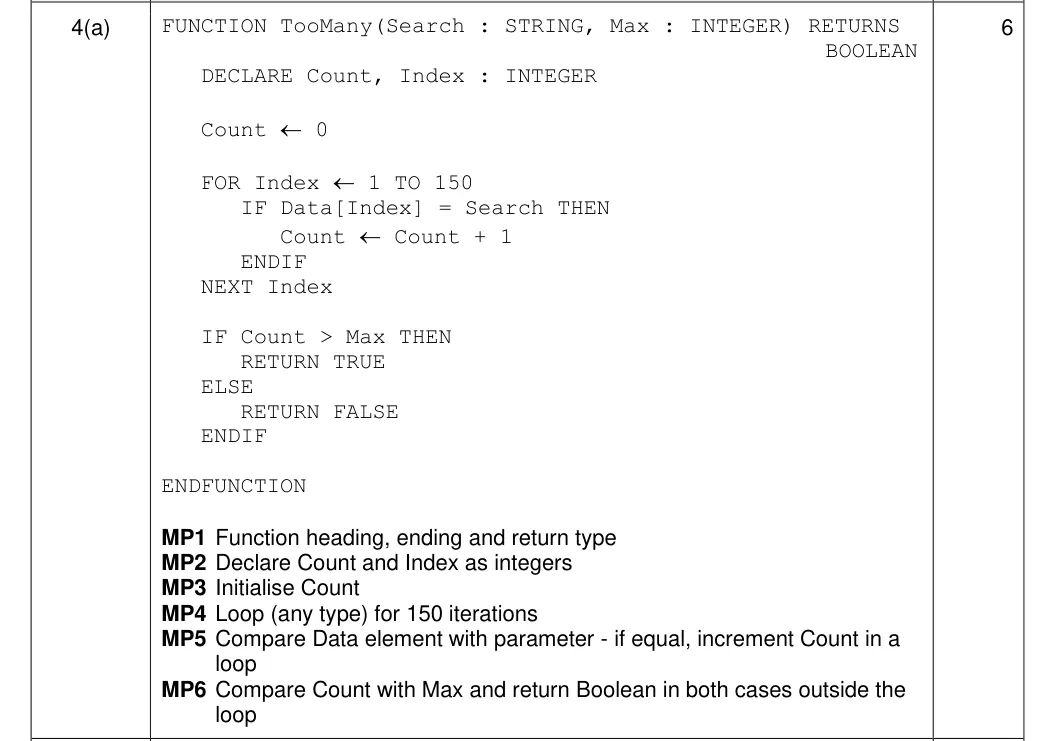 4(a) FUNCTION TooMany(Search : STRING, Max : INTEGER) RETURNS 6
BOOLEAN
DECLARE Count, Index : INTEGER
Count ← 0
FOR Index ← 1 TO 150
IF Data[Index] = Search THEN
Count ← Count + 1
ENDIF
NEXT Index
IF Count > Max THEN
RETURN TRUE
ELSE
RETURN FALSE
ENDIF
ENDFUNCTION
MP1 Function heading, ending and return type
MP2 Declare Count and Index as integers
MP3 Initialise Count
MP4 Loop (any type) for 150 iterations
MP5 Compare Data element with parameter - if equal, increment Count in a
loop
MP6 Compare Count with Max and return Boolean in both cases outside the
loop